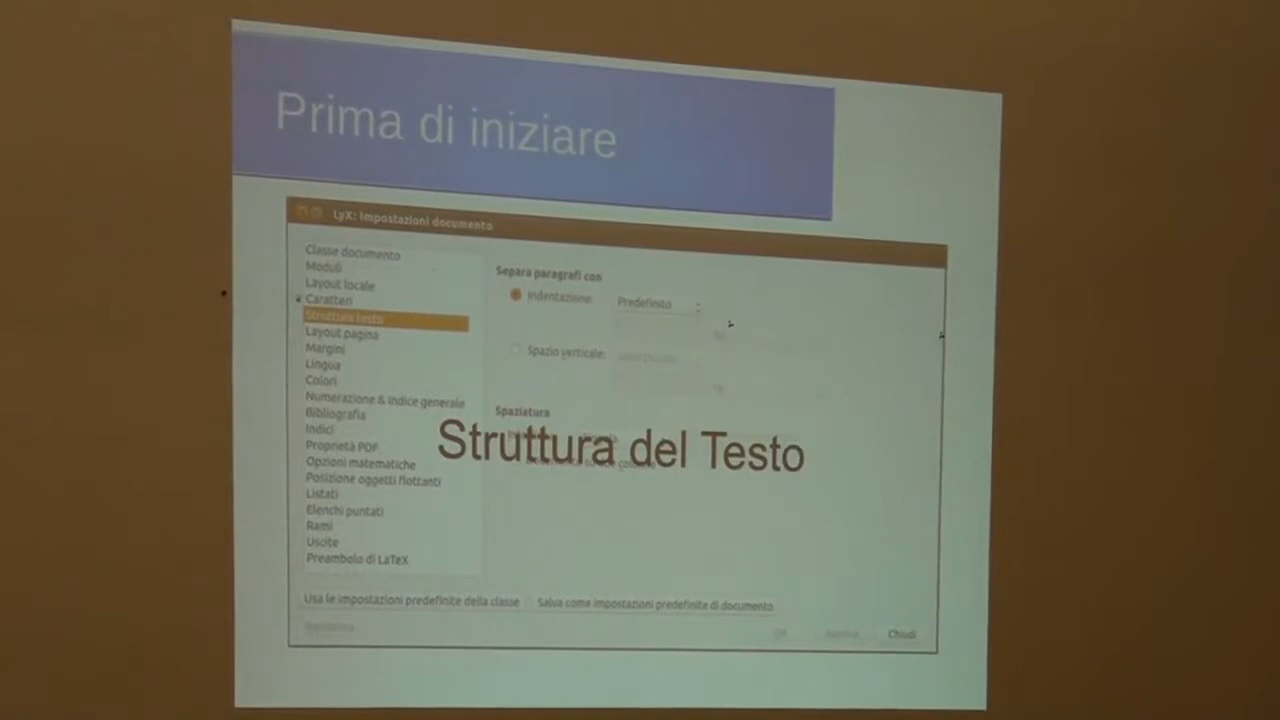 Prima di iniziare
LyX: Impostazioni documento
Classe documento
Moduli
Layout locale
Caratteri
Struttura testo
Layout pagina
Margini
Lingua
Colori
Numerazione & Indice generale
Bibliografia
Indici
Proprietà PDF
Opzioni matematiche
Posizione oggetti flottanti
Listati
Elenchi puntati
Rami
Uscite
Preambolo di LaTeX
Separa paragrafi con
Indentazione: Predefinito
Spazio verticale:
Spaziatura
Struttura del Testo
Usa le impostazioni predefinite della classe Salva come impostazioni predefinite di documento
OK Applica Chiudi